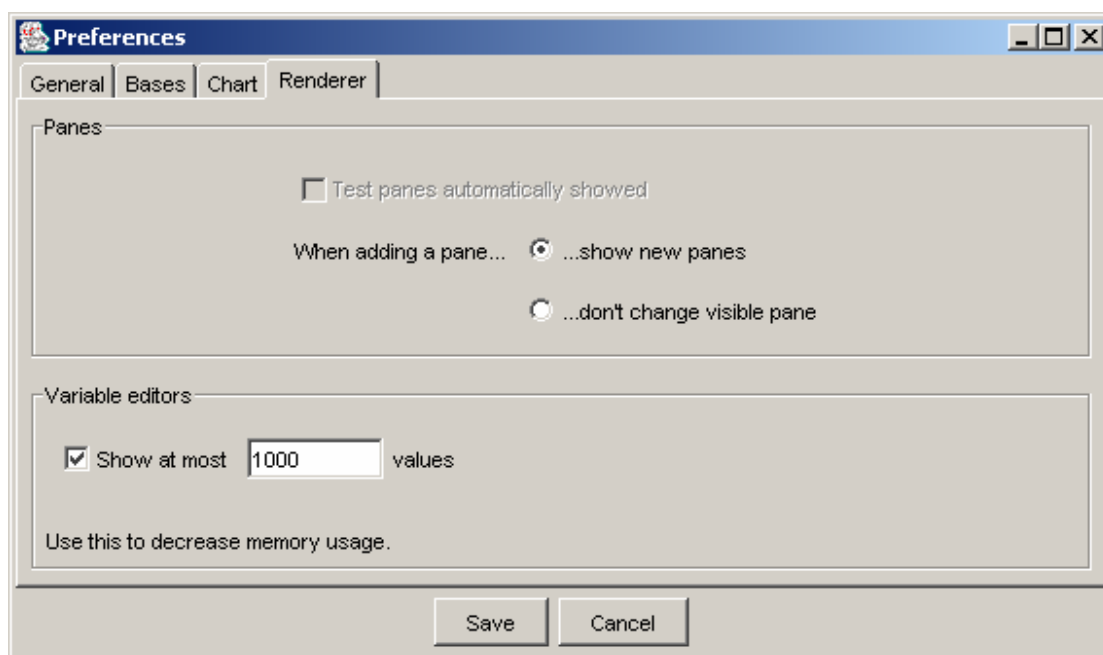 Preferences
General Bases Chart Renderer
Panes
Test panes automatically showed
When adding a pane... ...show new panes
...don't change visible pane
Variable editors
Show at most 1000 values
Use this to decrease memory usage.
Save Cancel